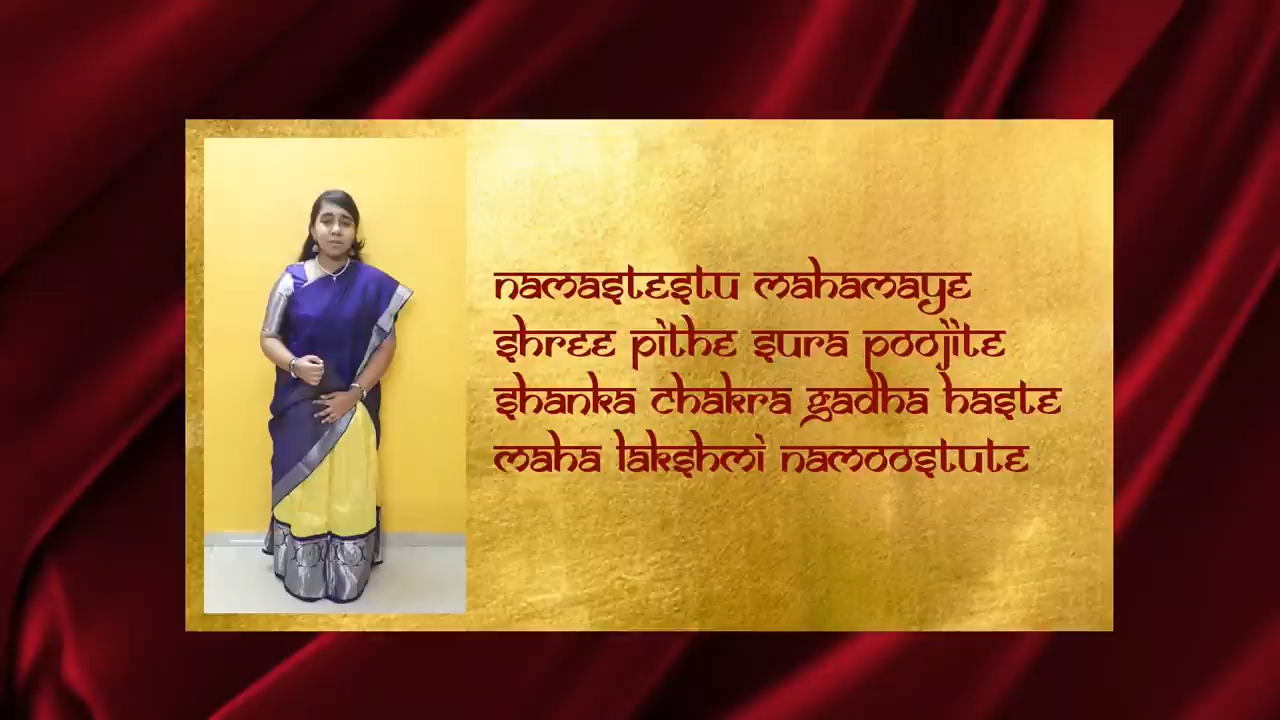 namastestu mahamaye
shree pithe sura poojite
shanka chakra gadha haste
maha lakshmi namoostute